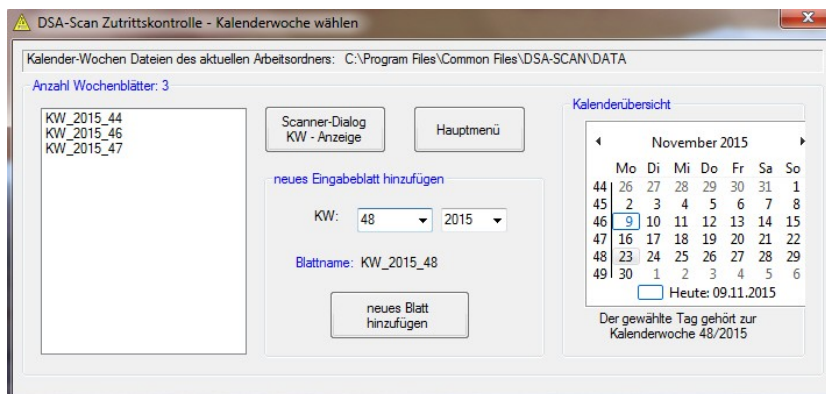 DSA-Scan Zutrittskontrolle - Kalenderwoche wählen
Kalender-Wochen Dateien des aktuellen Arbeitsordners: C:\Program Files\Common Files\DSA-SCAN\DATA
Anzahl Wochenblätter: 3
KW_2015_44
KW_2015_46
KW_2015_47
Scanner-Dialog
KW - Anzeige
Hauptmenü
neues Eingabeblatt hinzufügen
KW: 48 2015
Blattname: KW_2015_48
neues Blatt
hinzufügen
Kalenderübersicht
November 2015
Mo Di Mi Do Fr Sa So
44 26 27 28 29 30 31 1
45 2 3 4 5 6 7 8
46 9 10 11 12 13 14 15
47 16 17 18 19 20 21 22
48 23 24 25 26 27 28 29
49 30 1 2 3 4 5 6
Heute: 09.11.2015
Der gewählte Tag gehört zur
Kalenderwoche 48/2015